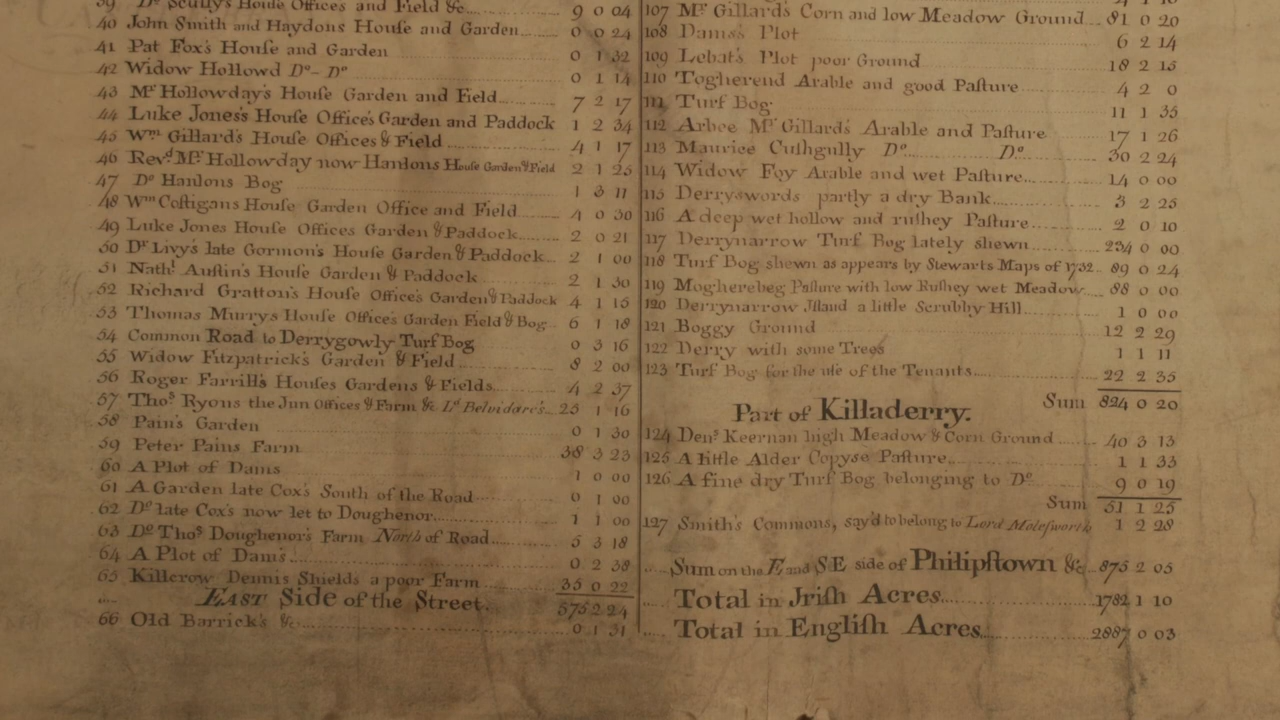 39 Dr Scully's House Offices and Field &c 9 0 04
40 John Smith and Haydons House and Garden 0 0 24
41 Pat Fox's House and Garden 0 1 32
42 Widow Hollowd Do - Do 0 1 14
43 Mr Hollowday's House Garden and Field 7 2 17
44 Luke Jones's House Office's Garden and Paddock 1 2 34
45 Wm Gillard's House Offices & Field 4 1 17
46 Revd Mr Hollowday now Hanlons House Garden & Field 2 1 25
47 Do Hanlons Bog 1 3 11
48 Wm Costigans House Garden Office and Field 4 0 30
49 Luke Jones House Offices Garden & Paddock 2 0 21
50 Dr Livy's late Gormon's House Garden & Paddock 2 1 00
51 Nathl Austin's House Garden & Paddock 2 1 30
52 Richard Gratton's House Office's Garden & Paddock 4 1 15
53 Thomas Murrys House Offices Garden Field & Bog 6 1 18
54 Common Road to Derrygowly Turf Bog 0 3 16
55 Widow Fitzpatrick's Garden & Field 8 2 00
56 Roger Farrill's Houses Gardens & Fields 4 2 37
57 Thos Ryons the Jun Offices & Farm &c Ld Belvidare's 25 1 16
58 Pain's Garden 0 1 30
59 Peter Pains Farm 38 3 23
60 A Plot of Dams 1 0 00
61 A Garden late Cox's South of the Road 0 1 00
62 Do late Cox's now let to Doughenor 1 1 00
63 Do Thos Doughenor's Farm North of Road 5 3 18
64 A Plot of Dam's 0 2 38
65 Killcrow Dennis Shields a poor Farm 35 0 22
East Side of the Street. 575 2 24
66 Old Barrick's &c 0 1 31
107 Mr Gillard's Corn and low Meadow Ground 81 0 20
108 Dams's Plot 6 2 14
109 Lobat's Plot poor Ground 18 2 15
110 Togherend Arable and good Pasture 4 2 0
111 Turf Bog 11 1 35
112 Arbee Mr Gillard's Arable and Pasture 17 1 26
113 Maurice Cuthgully Do Do 30 2 24
114 Widow Foy Arable and wet Pasture 14 0 00
115 Derryswords partly a dry Bank 3 2 25
116 A deep wet hollow and rushey Pasture 2 0 10
117 Derrynarrow Turf Bog lately shewn 234 0 00
118 Turf Bog shewn as appears by Stewarts Maps of 1732 89 0 24
119 Mogherebeg Pasture with low Rushey wet Meadow 88 0 00
120 Derrynarrow Island a little Scrubby Hill 1 0 00
121 Boggy Ground 12 2 29
122 Derry with some Trees 1 1 11
123 Turf Bog for the use of the Tenants 22 2 35
Sum 824 0 20
Part of Killaderry.
124 Dens Keernan high Meadow & Corn Ground 40 3 13
125 A little Alder Copyse Pasture 1 1 33
126 A fine dry Turf Bog belonging to Do 9 0 19
Sum 51 1 25
127 Smith's Commons, say'd to belong to Lord Molesworth 1 2 28
Sum on the E and SE side of Philipstown &c 875 2 05
Total in Irish Acres 1782 1 10
Total in English Acres 2887 0 03